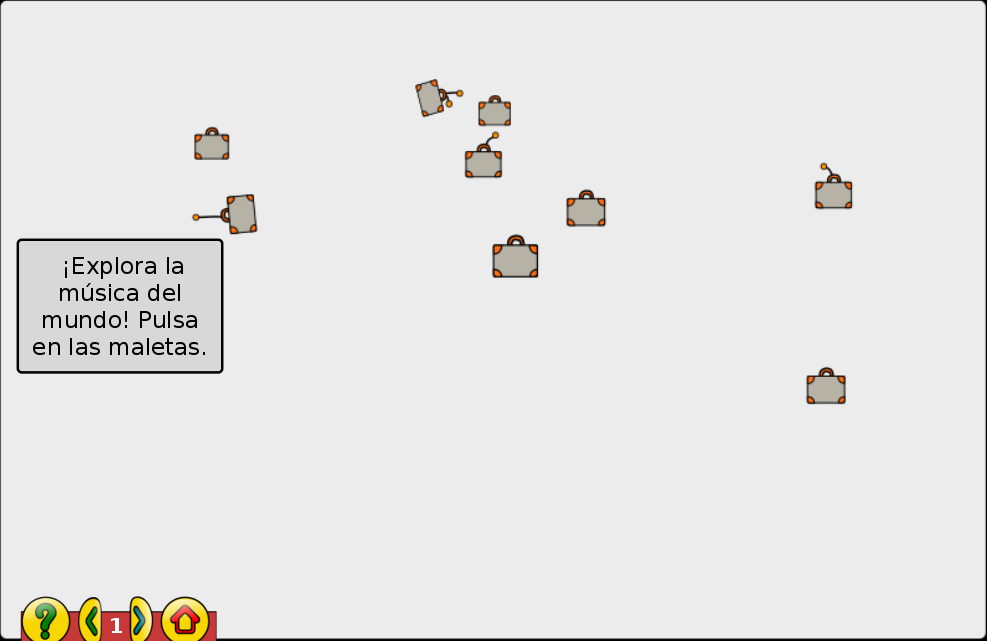 ¡Explora la
música del
mundo! Pulsa
en las maletas.
?
1